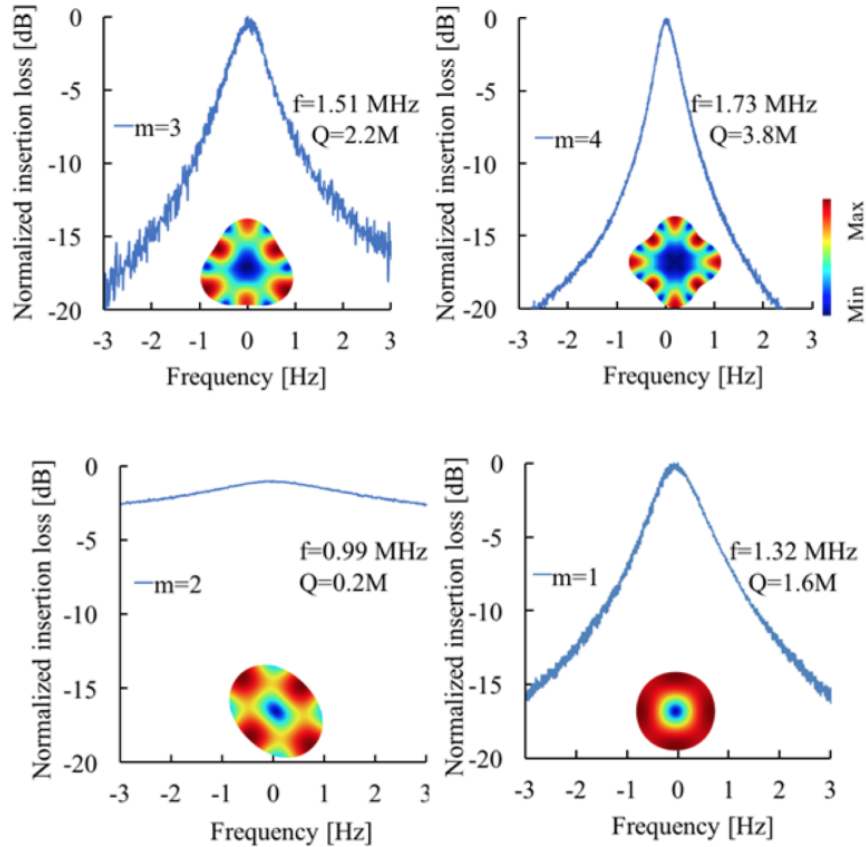 Normalized insertion loss [dB]
0
-5
-10
-15
-20
m=3
f=1.51 MHz
Q=2.2M
-3 -2 -1 0 1 2 3
Frequency [Hz]
Normalized insertion loss [dB]
0
-5
-10
-15
-20
m=4
f=1.73 MHz
Q=3.8M
-3 -2 -1 0 1 2 3
Frequency [Hz]
Min Max
Normalized insertion loss [dB]
0
-5
-10
-15
-20
f=0.99 MHz
m=2
Q=0.2M
-3 -2 -1 0 1 2 3
Frequency [Hz]
Normalized insertion loss [dB]
0
-5
-10
-15
-20
f=1.32 MHz
m=1
Q=1.6M
-3 -2 -1 0 1 2 3
Frequency [Hz]